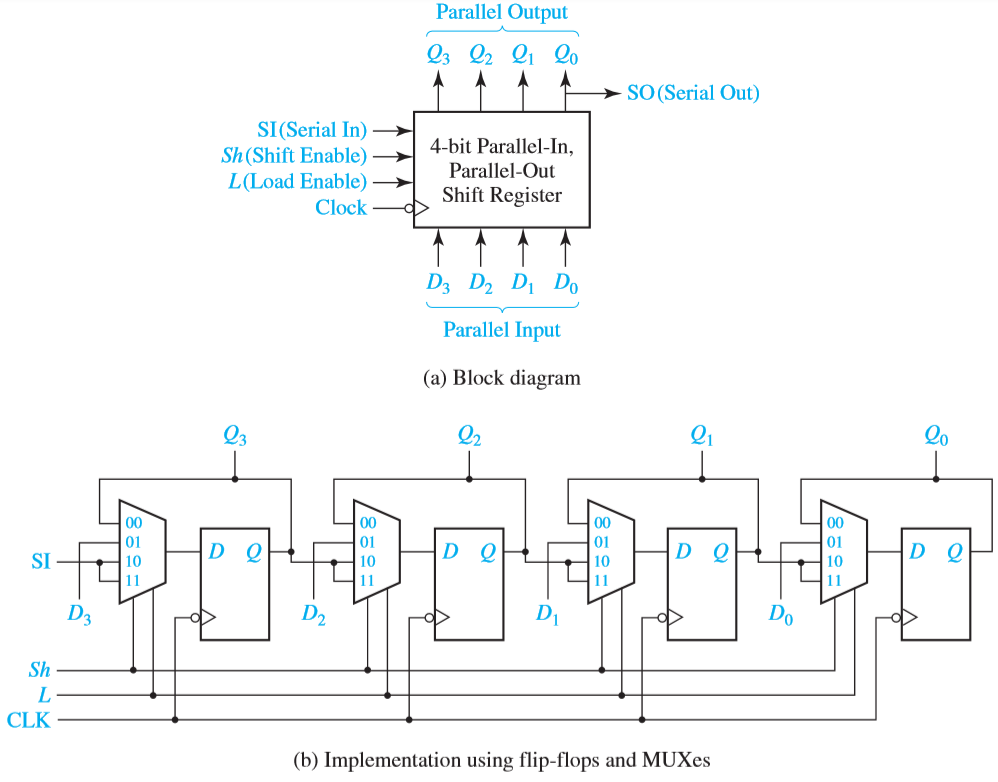 Parallel Output
Q3 Q2 Q1 Q0
SO (Serial Out)
SI (Serial In)
Sh (Shift Enable)
L (Load Enable)
Clock
4-bit Parallel-In,
Parallel-Out
Shift Register
D3 D2 D1 D0
Parallel Input
(a) Block diagram
Q3 Q2 Q1 Q0
00 00 00 00
01 01 01 01
D Q D Q D Q D Q
SI 10 10 10 10
11 11 11 11
D3 D2 D1 D0
Sh
L
CLK
(b) Implementation using flip-flops and MUXes